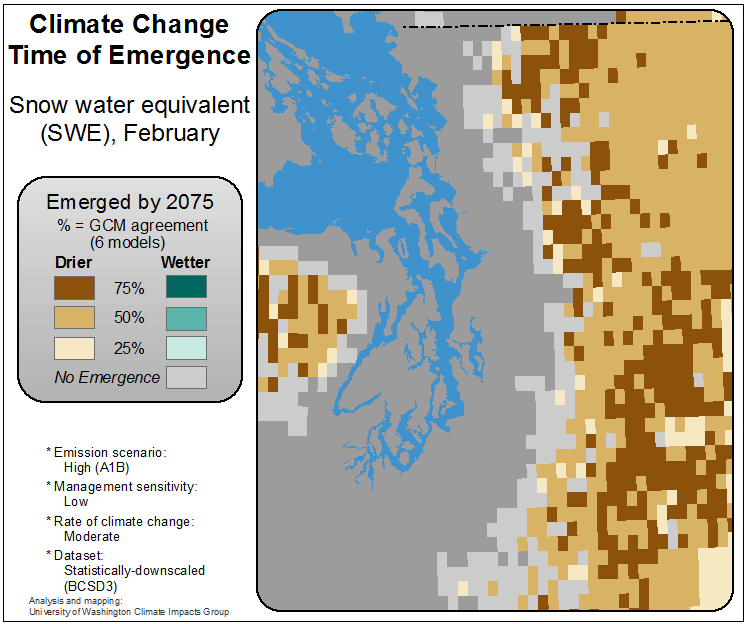 Climate Change
Time of Emergence
Snow water equivalent
(SWE), February
Emerged by 2075
% = GCM agreement
(6 models)
Drier Wetter
75%
50%
25%
No Emergence
* Emission scenario:
High (A1B)
* Management sensitivity:
Low
* Rate of climate change:
Moderate
* Dataset:
Statistically-downscaled
(BCSD3)
Analysis and mapping:
University of Washington Climate Impacts Group